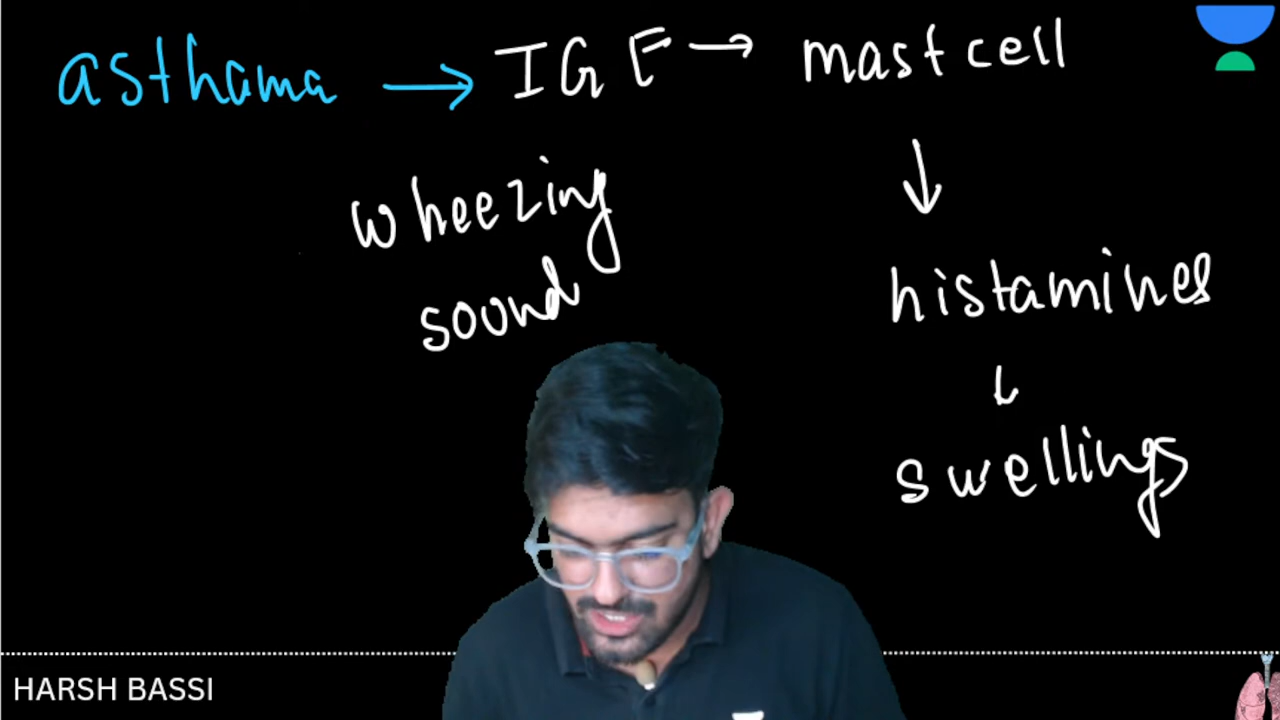 asthama → IGE → mast cell
↓
wheezing
sound
histamines
↓
swellings
HARSH BASSI